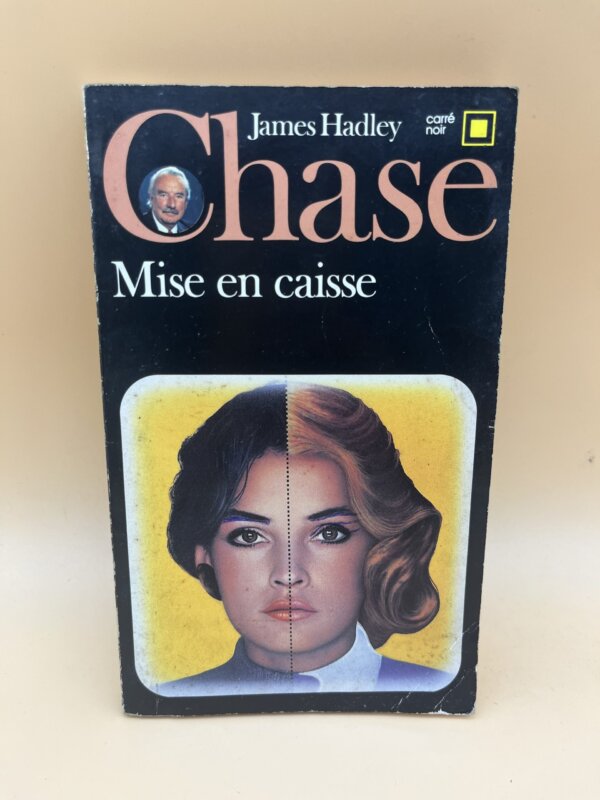 James Hadley
carré
noir
Chase
Mise en caisse